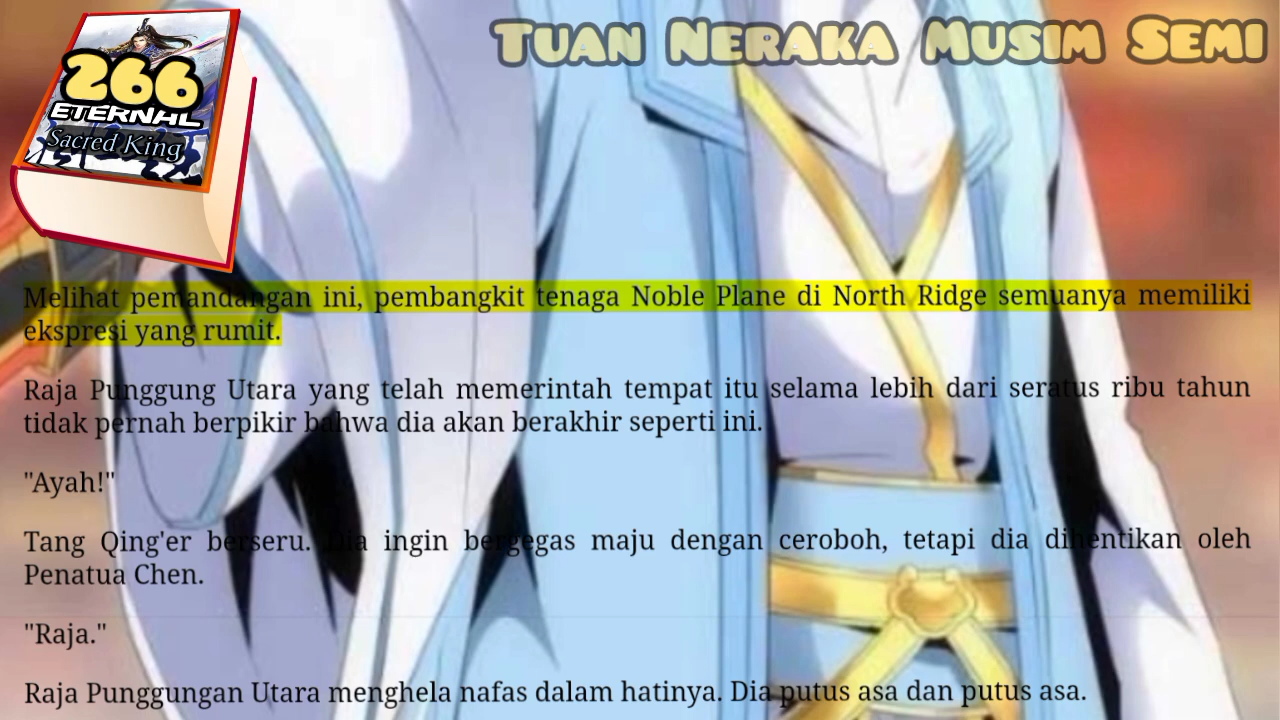 Tuan Neraka Musim Semi
266
ETERNAL
Sacred King
Melihat pemandangan ini, pembangkit tenaga Noble Plane di North Ridge semuanya memiliki
ekspresi yang rumit.
Raja Punggung Utara yang telah memerintah tempat itu selama lebih dari seratus ribu tahun
tidak pernah berpikir bahwa dia akan berakhir seperti ini.
"Ayah!"
Tang Qing'er berseru. Dia ingin bergegas maju dengan ceroboh, tetapi dia dihentikan oleh
Penatua Chen.
"Raja."
Raja Punggungan Utara menghela nafas dalam hatinya. Dia putus asa dan putus asa.